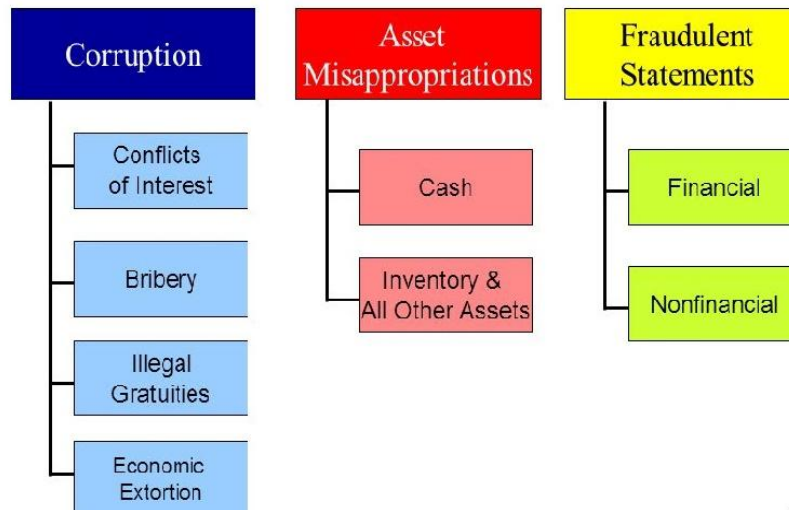 Corruption
Conflicts
of Interest
Bribery
Illegal
Gratuities
Economic
Extortion
Asset
Misappropriations
Cash
Inventory &
All Other Assets
Fraudulent
Statements
Financial
Nonfinancial